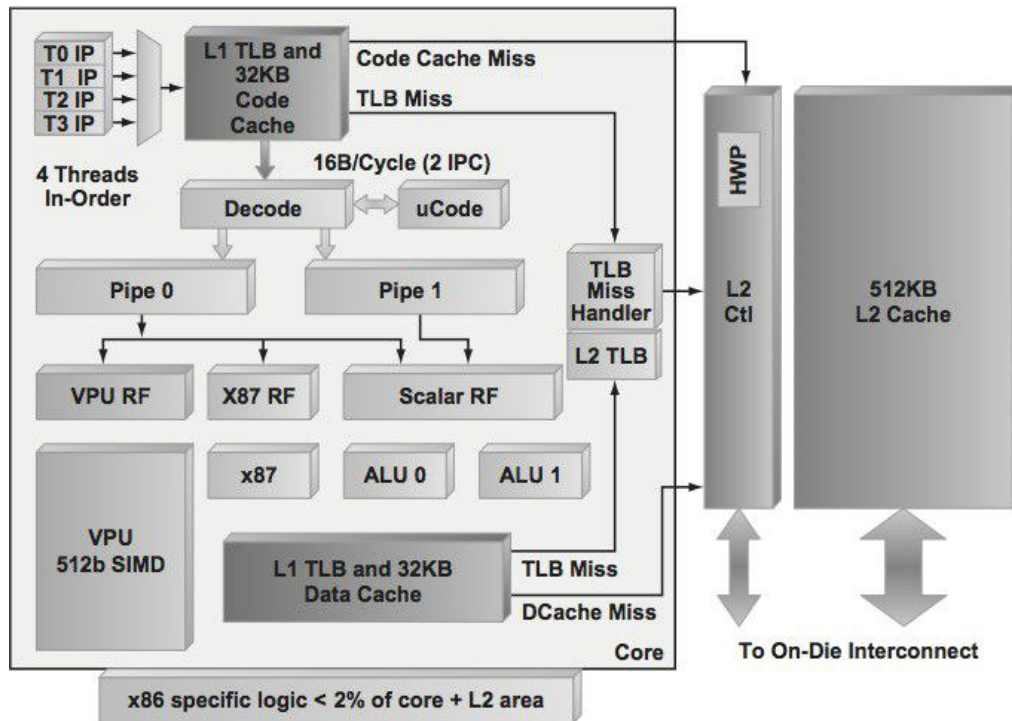 T0 IP
T1 IP
T2 IP
T3 IP
4 Threads
In-Order
L1 TLB and
32KB
Code
Cache
Code Cache Miss
TLB Miss
16B/Cycle (2 IPC)
Decode
uCode
Pipe 0
Pipe 1
TLB
Miss
Handler
L2 TLB
HWP
L2
Ctl
512KB
L2 Cache
VPU RF
X87 RF
Scalar RF
x87
ALU 0
ALU 1
VPU
512b SIMD
L1 TLB and 32KB
Data Cache
TLB Miss
DCache Miss
Core
To On-Die Interconnect
x86 specific logic < 2% of core + L2 area